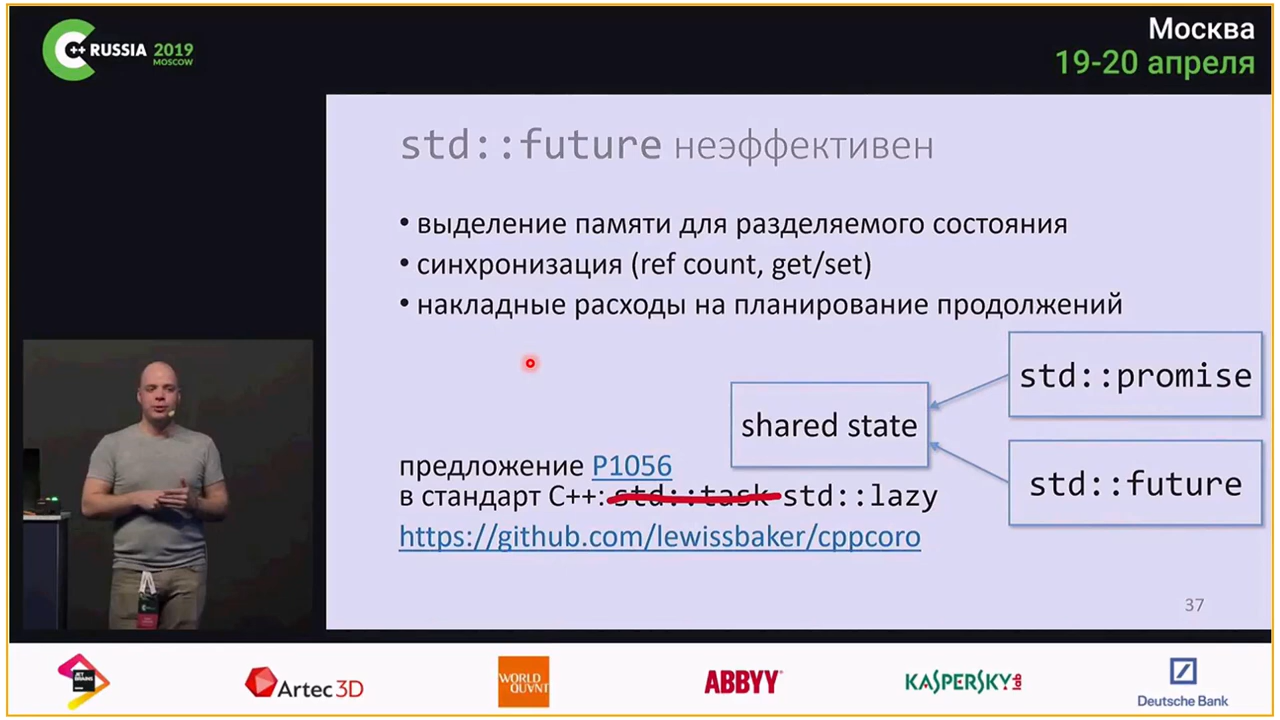 C++ RUSSIA 2019
MOSCOW
Москва
19-20 апреля
std::future неэффективен
• выделение памяти для разделяемого состояния
• синхронизация (ref count, get/set)
• накладные расходы на планирование продолжений
std::promise
shared state
std::future
предложение P1056
в стандарт C++: std::task std::lazy
https://github.com/lewissbaker/cppcoro
37
JET BRAINS
Artec 3D
WORLD QUANT
ABBYY
KASPERSKY lab
Deutsche Bank